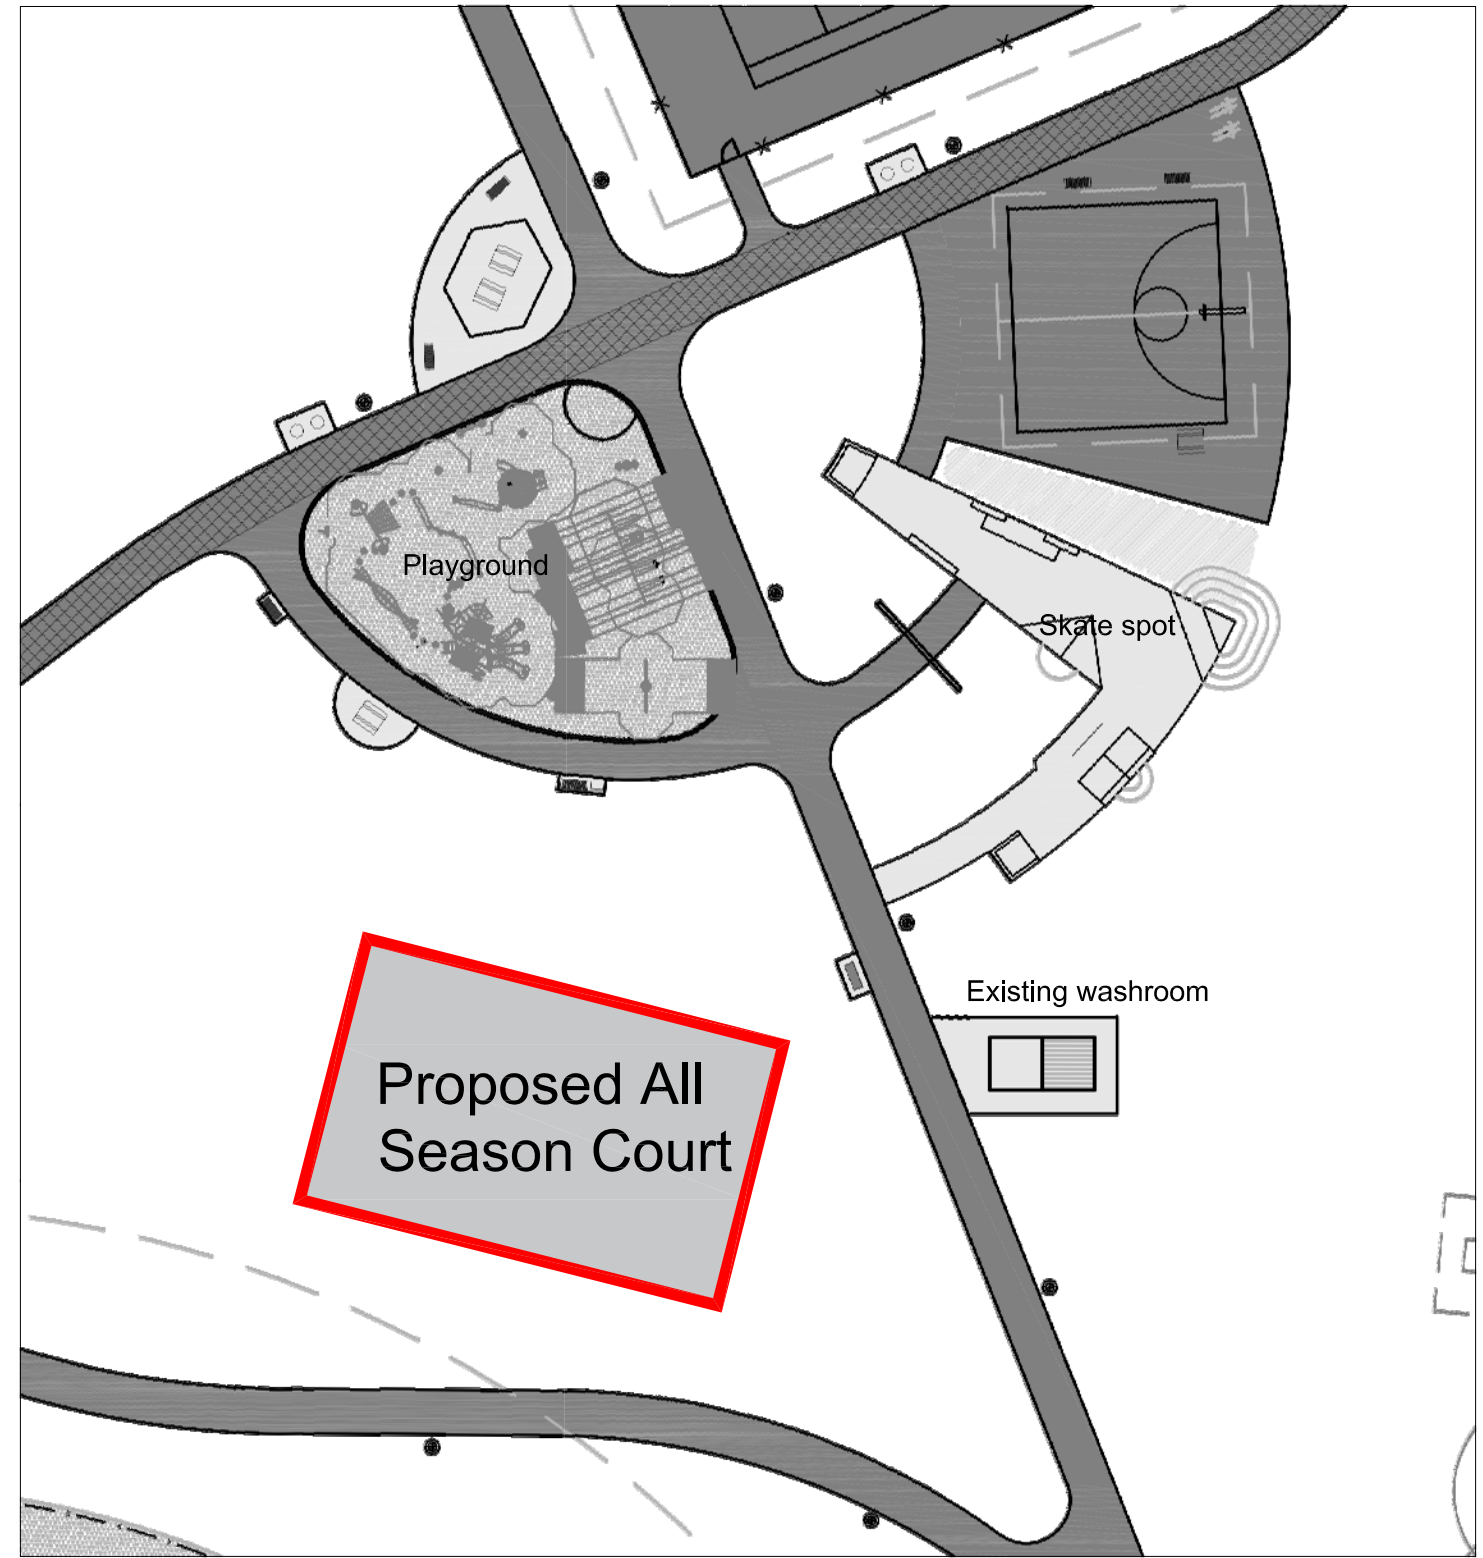 Playground
Skate spot
Existing washroom
Proposed All
Season Court